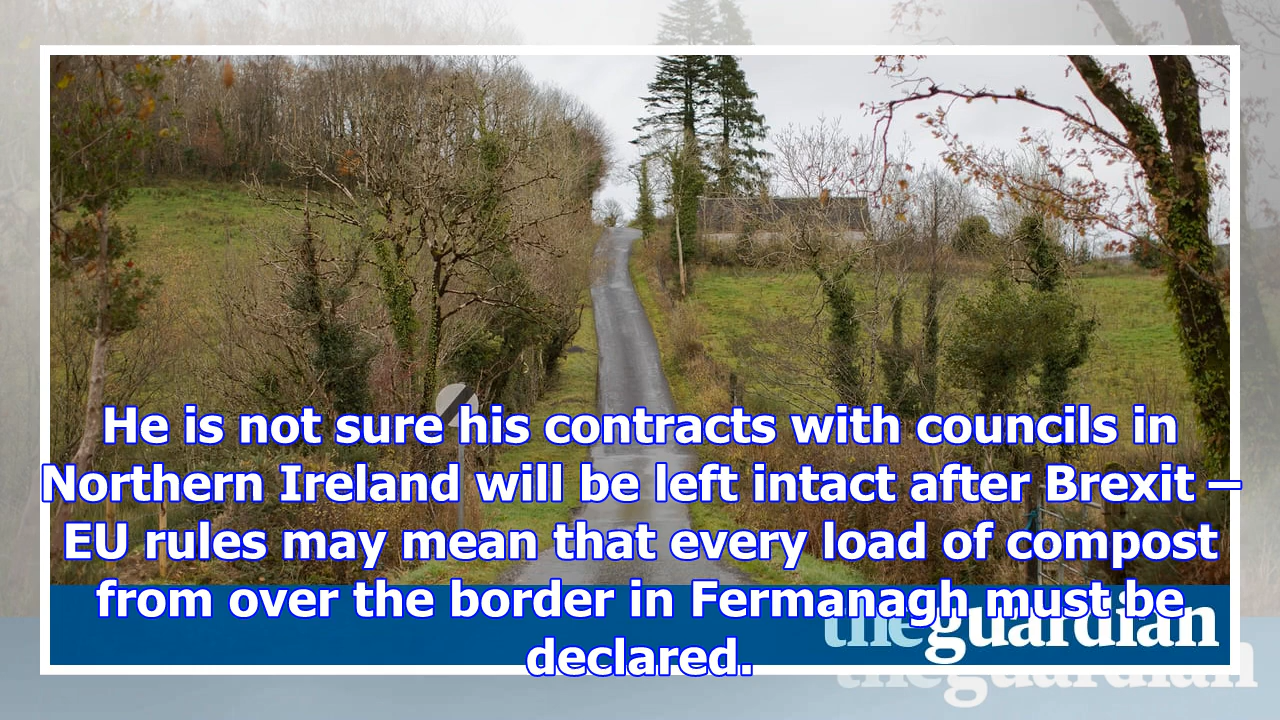 He is not sure his contracts with councils in
Northern Ireland will be left intact after Brexit –
EU rules may mean that every load of compost
from over the border in Fermanagh must be
declared.
theguardian
theguardian